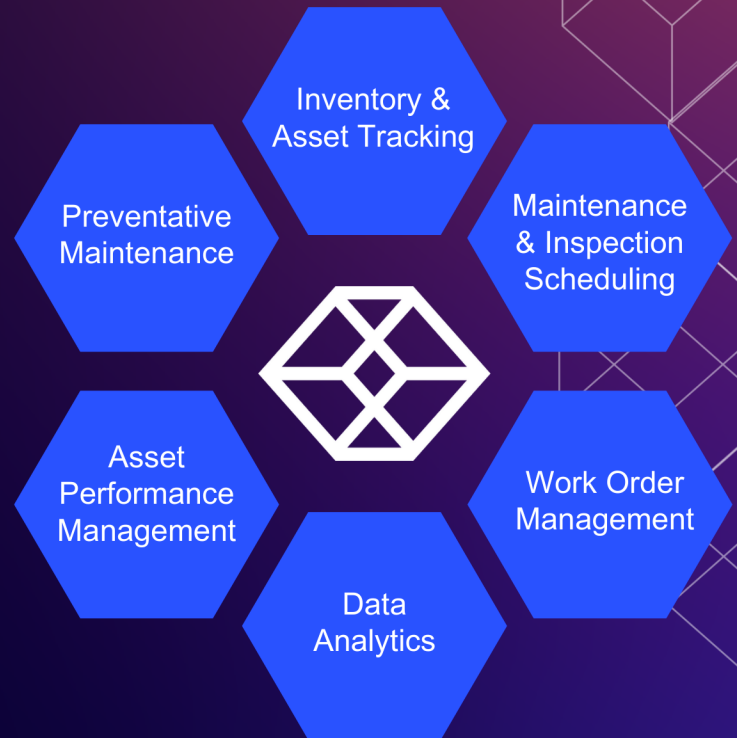 Inventory &
Asset Tracking
Maintenance
& Inspection
Scheduling
Work Order
Management
Data
Analytics
Asset
Performance
Management
Preventative
Maintenance